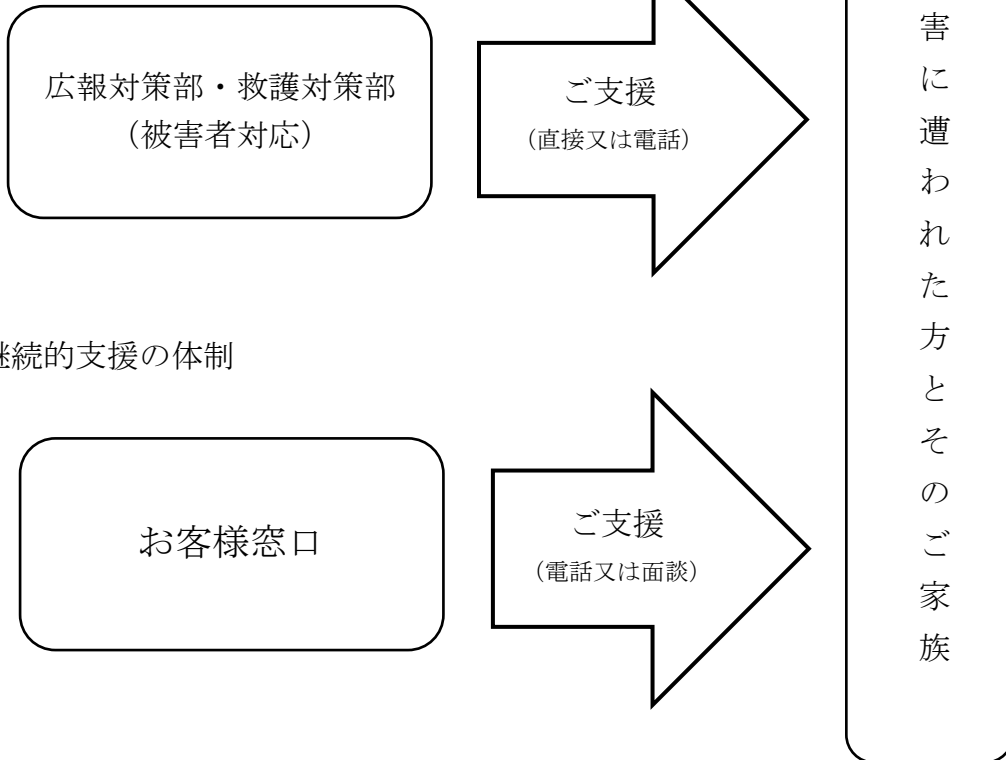 広報対策部・救護対策部
（被害者対応）
ご支援
（直接又は電話）
継続的支援の体制
お客様窓口
ご支援
（電話又は面談）
害に遭われた方とそのご家族